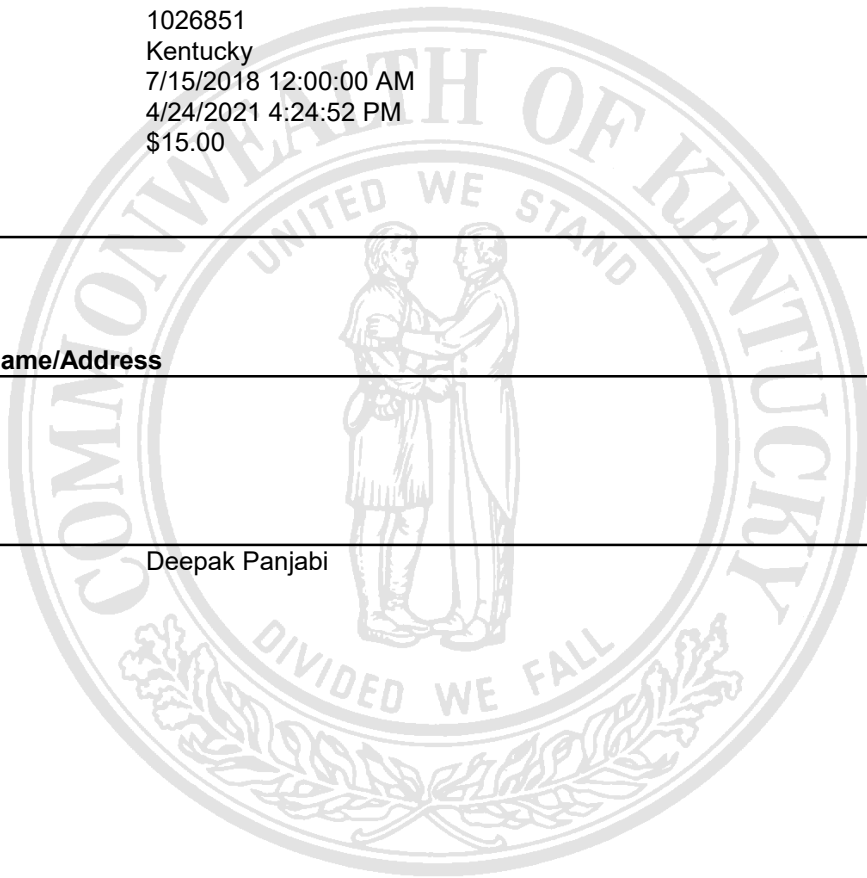 1026851
Kentucky
7/15/2018 12:00:00 AM
4/24/2021 4:24:52 PM
$15.00
COMMONWEALTH OF KENTUCKY
UNITED WE STAND
ame/Address
Deepak Panjabi
DIVIDED WE FALL